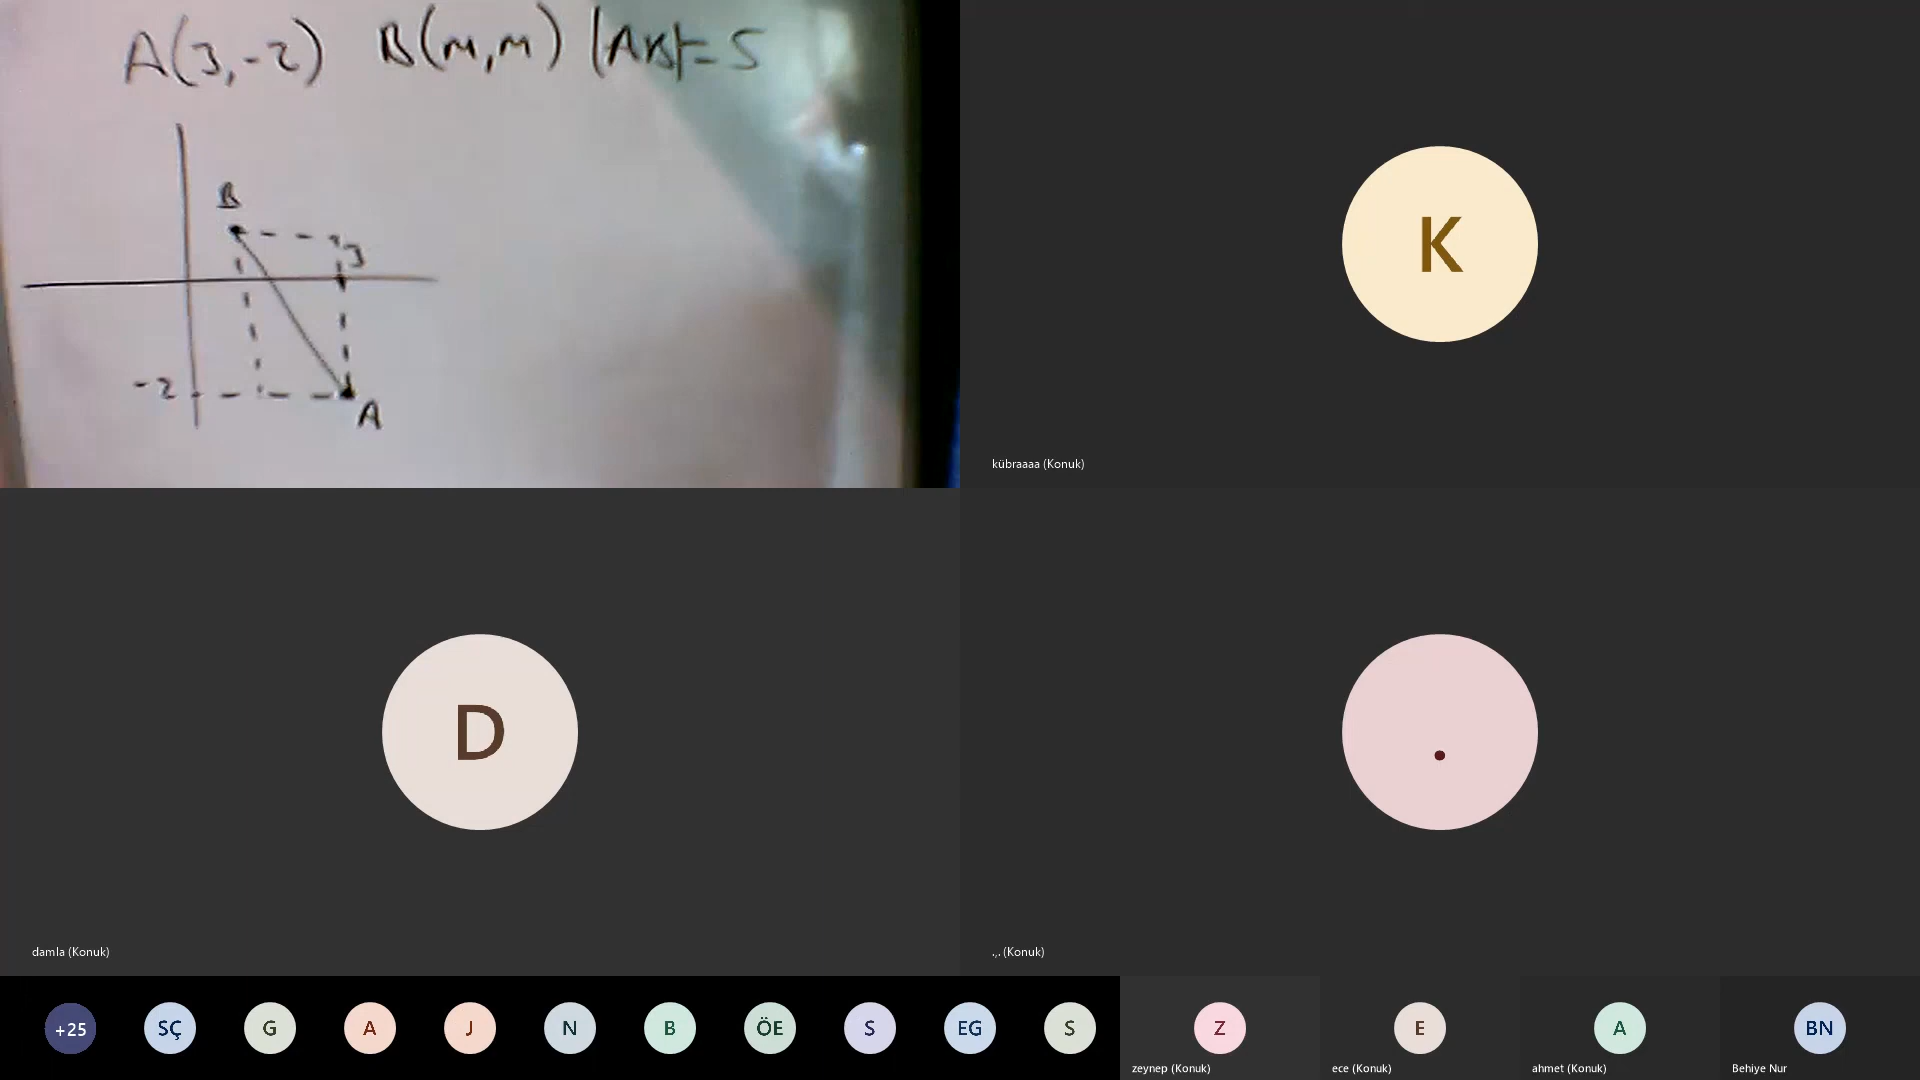 A(3,-2) B(m,m) |AB|=5
B
3
-2
A
K
kübraaaa (Konuk)
D
damla (Konuk)
.
.,. (Konuk)
+25
SÇ
G
A
J
N
B
ÖE
S
EG
S
Z
zeynep (Konuk)
E
ece (Konuk)
A
ahmet (Konuk)
BN
Behiye Nur